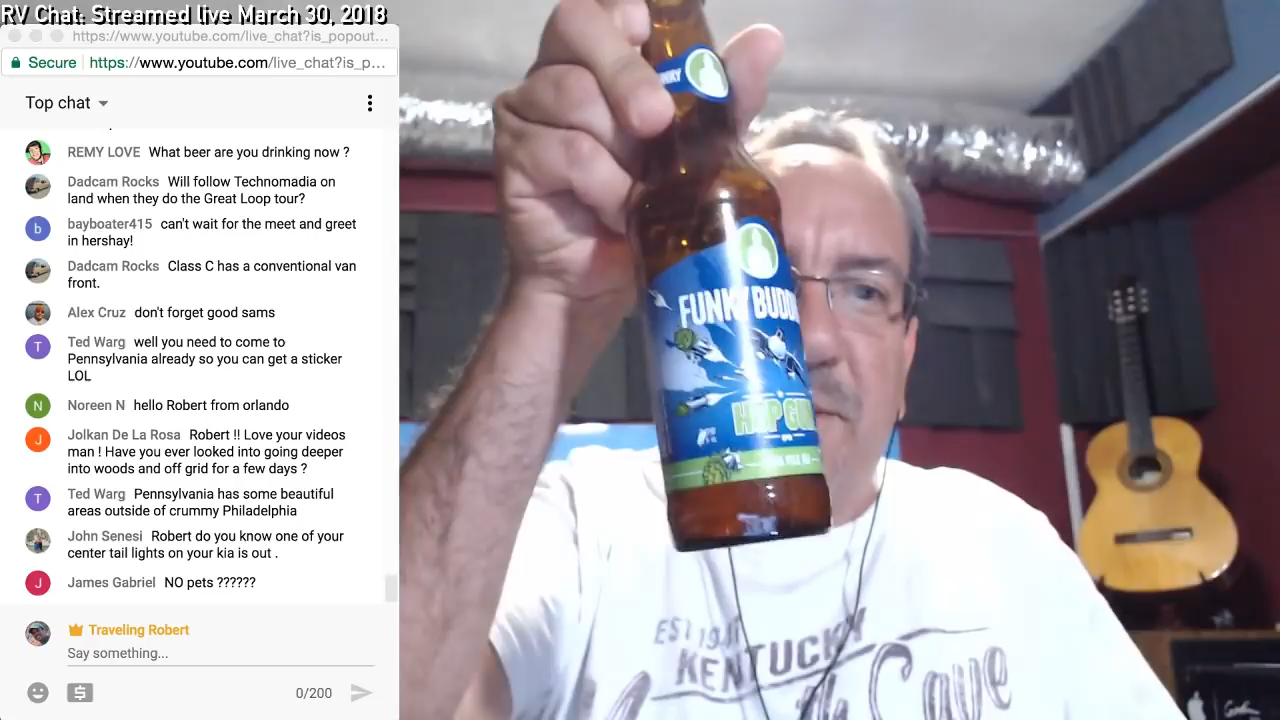 RV Chat: Streamed live March 30, 2018
https://www.youtube.com/live_chat?is_popout...
Secure https://www.youtube.com/live_chat?is_p...
Top chat
REMY LOVE What beer are you drinking now ?
Dadcam Rocks Will follow Technomadia on
land when they do the Great Loop tour?
bayboater415 can't wait for the meet and greet
in hershay!
Dadcam Rocks Class C has a conventional van
front.
Alex Cruz don't forget good sams
T
Ted Warg well you need to come to
Pennsylvania already so you can get a sticker
LOL
N
Noreen N hello Robert from orlando
J
Jolkan De La Rosa Robert !! Love your videos
man ! Have you ever looked into going deeper
into woods and off grid for a few days ?
T
Ted Warg Pennsylvania has some beautiful
areas outside of crummy Philadelphia
John Senesi Robert do you know one of your
center tail lights on your kia is out .
J
James Gabriel NO pets ??????
Traveling Robert
Say something...
0/200
b
FUNKY BUDD
HOP GU
EST 19
KENTUCKY
Cave